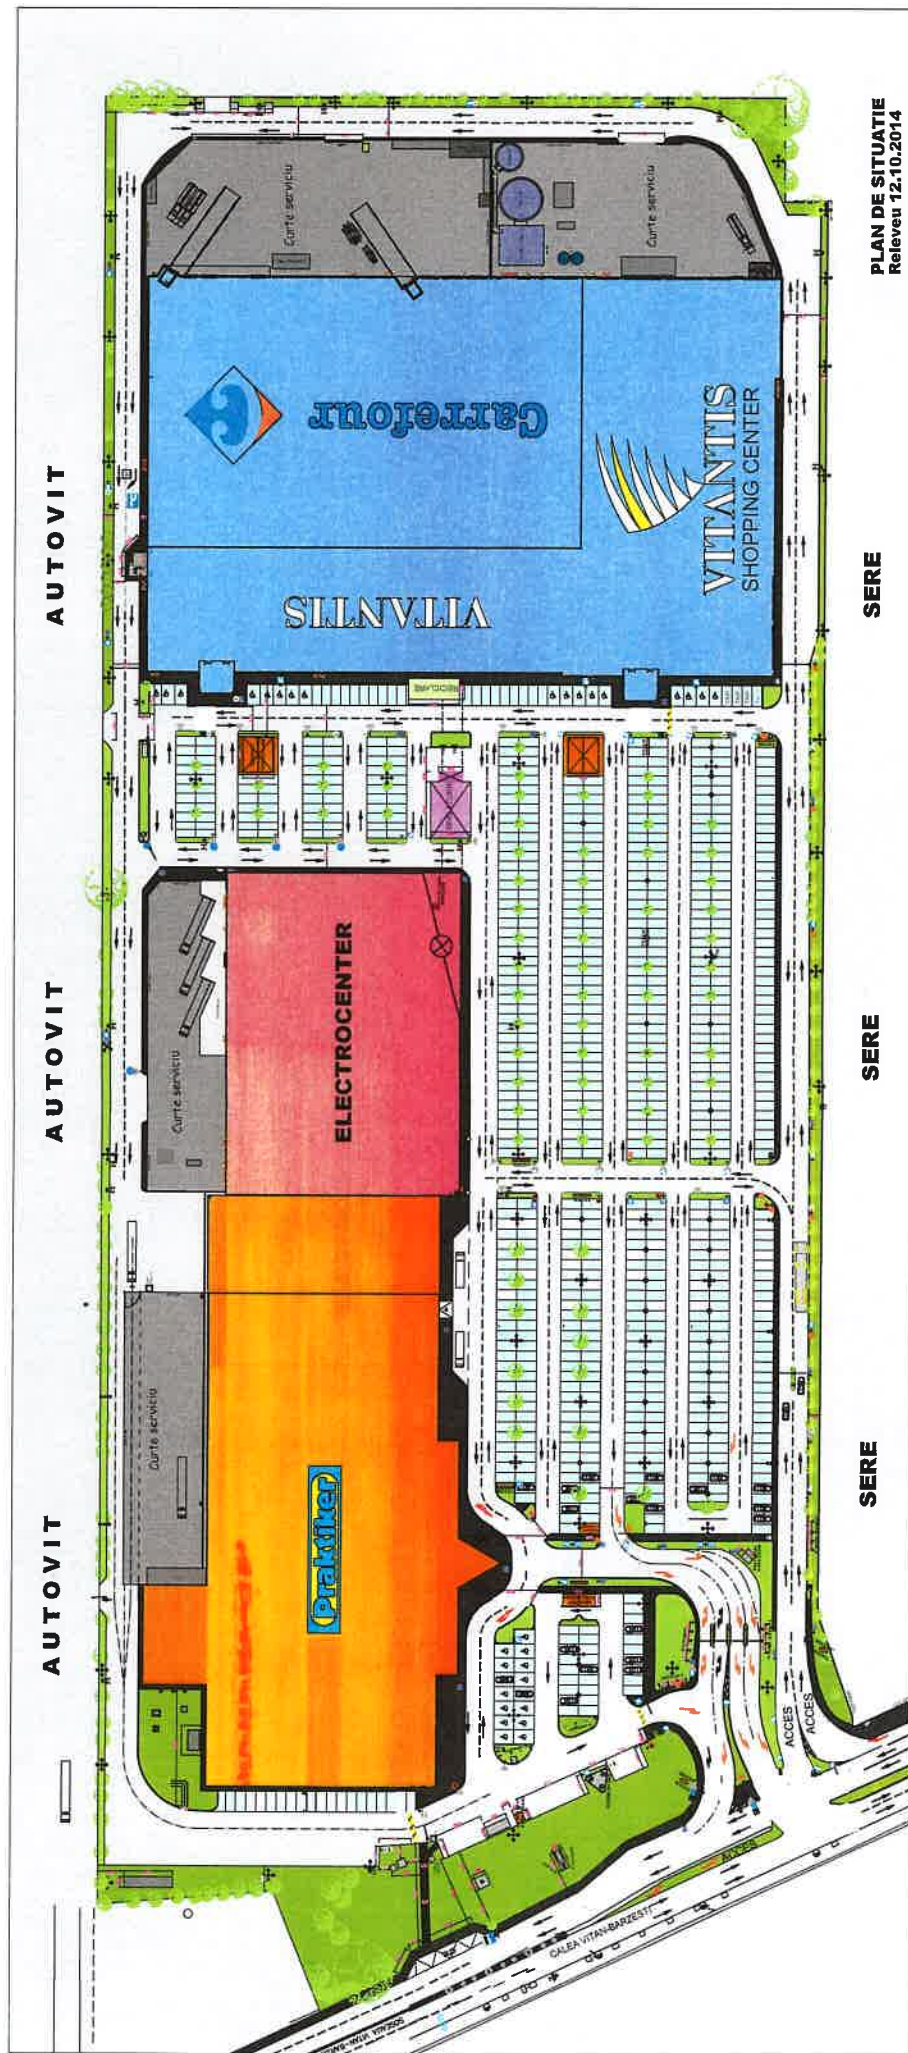 PLAN DE SITUATIE
Releveu 12.10.2014
Curte serviciu
Curte serviciu
Carrefour
VITANTIS
SHOPPING CENTER
VITANTIS
AUTOVIT
SERE
RECICLARE
ELECTROCENTER
Curte serviciu
AUTOVIT
SERE
Curte serviciu
Praktiker
AUTOVIT
SERE
ACCES
ACCES
ACCES
CALEA VITAN-BARZESTI